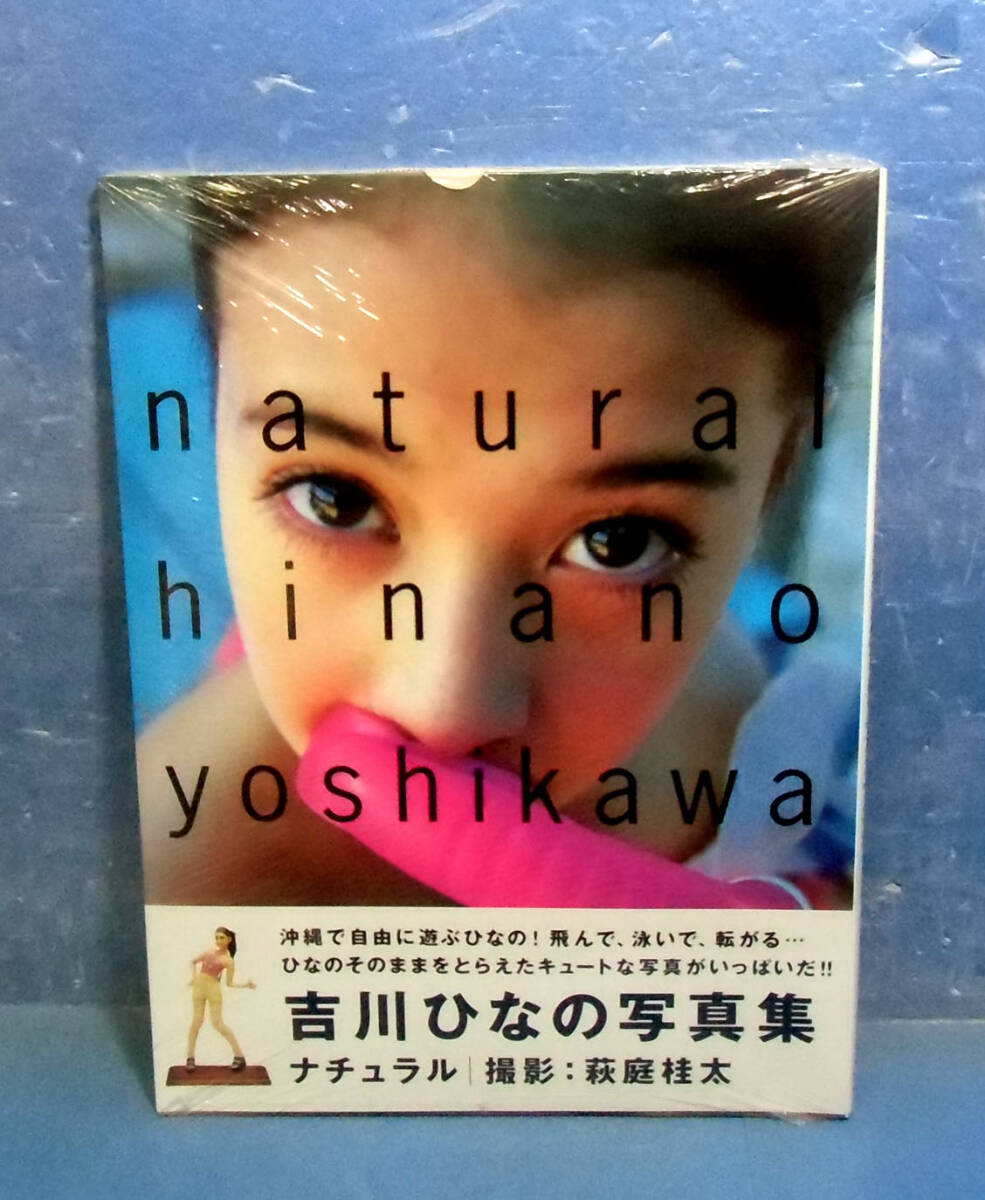 natural
hinano
yoshikawa
沖縄で自由に遊ぶひなの！飛んで、泳いで、転がる…
ひなのそのままをとらえたキュートな写真がいっぱいだ!!
吉川ひなの写真集
ナチュラル｜撮影：萩庭桂太